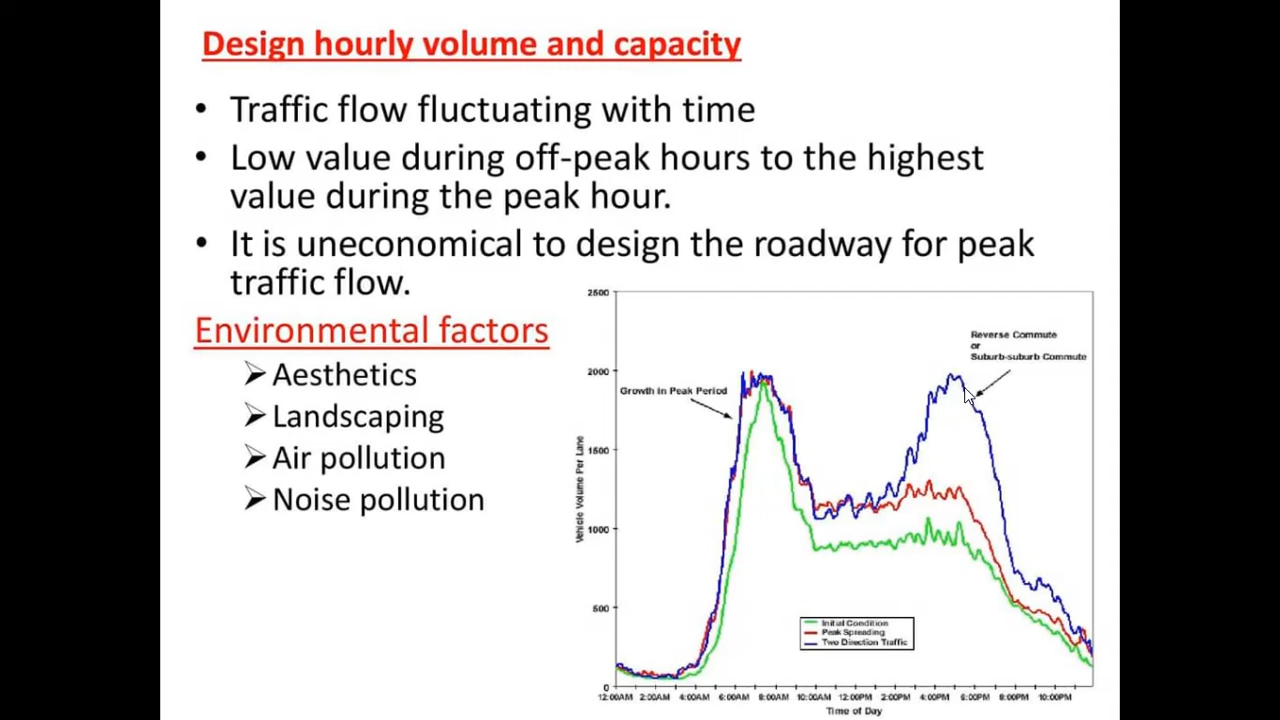 Design hourly volume and capacity
• Traffic flow fluctuating with time
• Low value during off-peak hours to the highest
value during the peak hour.
• It is uneconomical to design the roadway for peak
traffic flow.
Environmental factors
➢ Aesthetics
➢ Landscaping
➢ Air pollution
➢ Noise pollution
2500
2000
1500
1000
500
0
Vehicle Volume Per Lane
Growth in Peak Period
Reverse Commute
or
Suburb-suburb Commute
Initial Condition
Peak Spreading
Two Direction Traffic
12:00AM 2:00AM 4:00AM 6:00AM 8:00AM 10:00AM 12:00PM 2:00PM 4:00PM 6:00PM 8:00PM 10:00PM
Time of Day